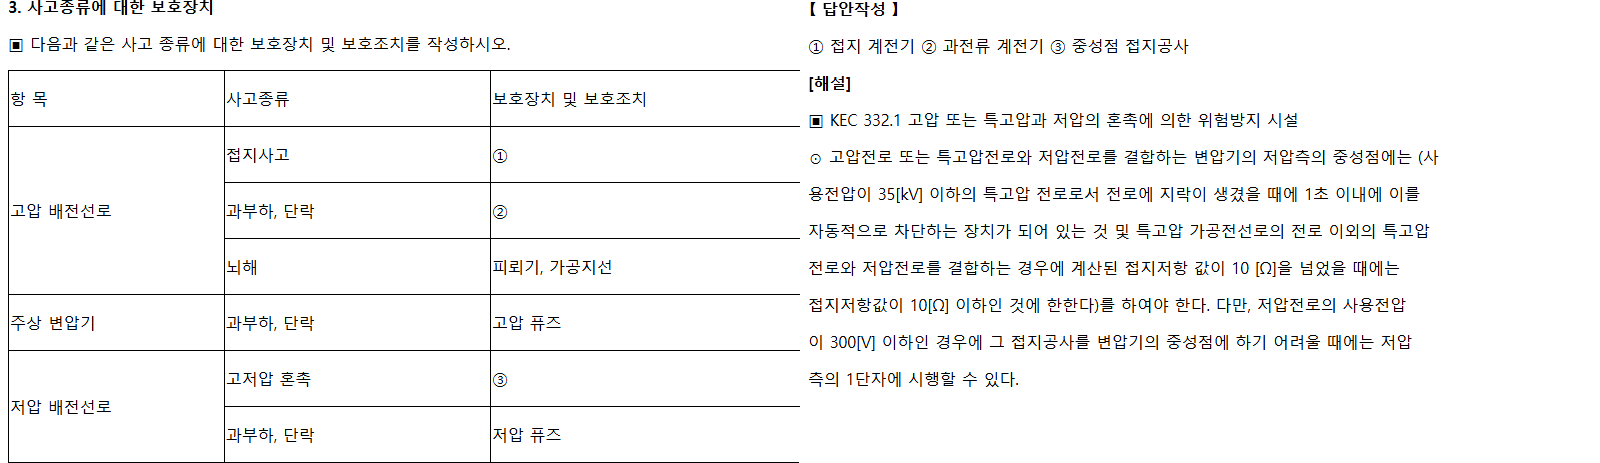 3. 사고종류에 대한 보호장치
▣ 다음과 같은 사고 종류에 대한 보호장치 및 보호조치를 작성하시오.
항 목 사고종류 보호장치 및 보호조치
고압 배전선로
접지사고 ①
과부하, 단락 ②
뇌해 피뢰기, 가공지선
주상 변압기 과부하, 단락 고압 퓨즈
저압 배전선로
고저압 혼촉 ③
과부하, 단락 저압 퓨즈
【 답안작성 】
① 접지 계전기 ② 과전류 계전기 ③ 중성점 접지공사
[해설]
▣ KEC 332.1 고압 또는 특고압과 저압의 혼촉에 의한 위험방지 시설
⊙ 고압전로 또는 특고압전로와 저압전로를 결합하는 변압기의 저압측의 중성점에는 (사
용전압이 35[kV] 이하의 특고압 전로로서 전로에 지락이 생겼을 때에 1초 이내에 이를
자동적으로 차단하는 장치가 되어 있는 것 및 특고압 가공전선로의 전로 이외의 특고압
전로와 저압전로를 결합하는 경우에 계산된 접지저항 값이 10 [Ω]을 넘었을 때에는
접지저항값이 10[Ω] 이하인 것에 한한다)를 하여야 한다. 다만, 저압전로의 사용전압
이 300[V] 이하인 경우에 그 접지공사를 변압기의 중성점에 하기 어려울 때에는 저압
측의 1단자에 시행할 수 있다.